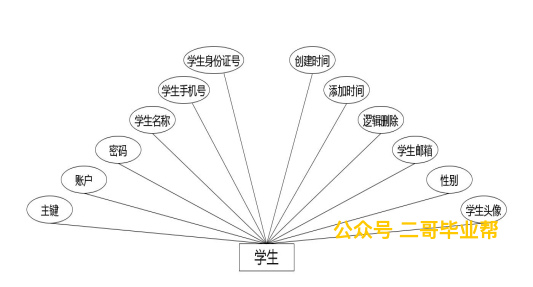 学生身份证号
创建时间
学生手机号
添加时间
学生名称
逻辑删除
密码
学生邮箱
账户
性别
主键
学生头像
公众号 二哥毕业帮
学生